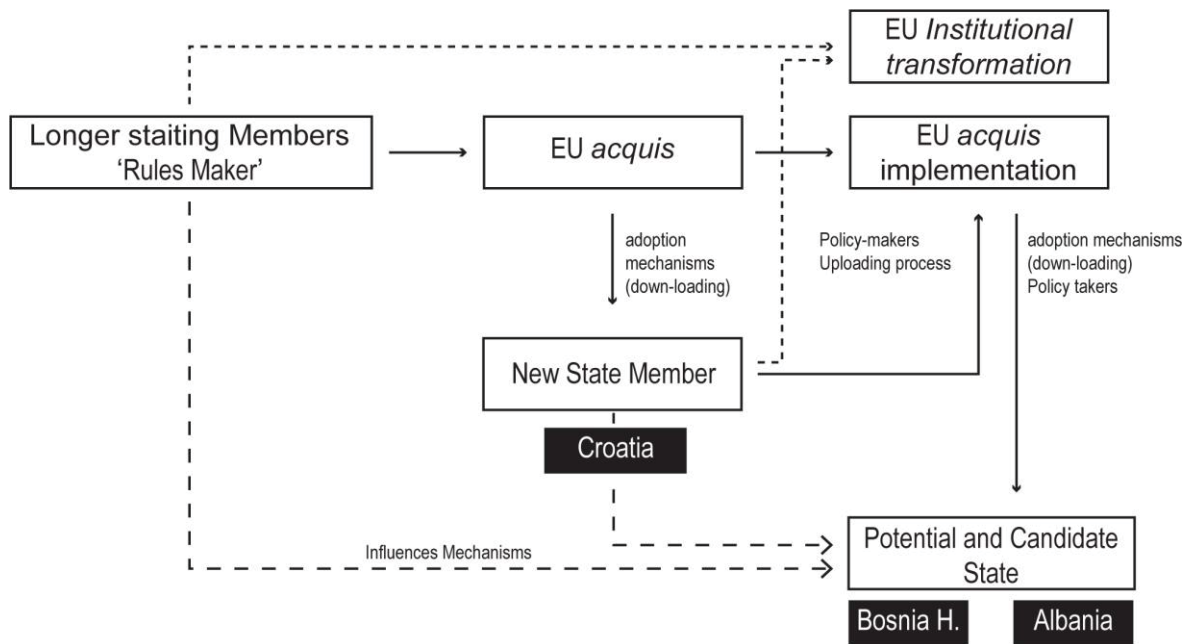 EU Institutional
transformation
Longer staiting Members
‘Rules Maker’
EU acquis
EU acquis
implementation
adoption
mechanisms
(down-loading)
Policy-makers
Uploading process
adoption mechanisms
(down-loading)
Policy takers
New State Member
Croatia
Influences Mechanisms
Potential and Candidate
State
Bosnia H.
Albania